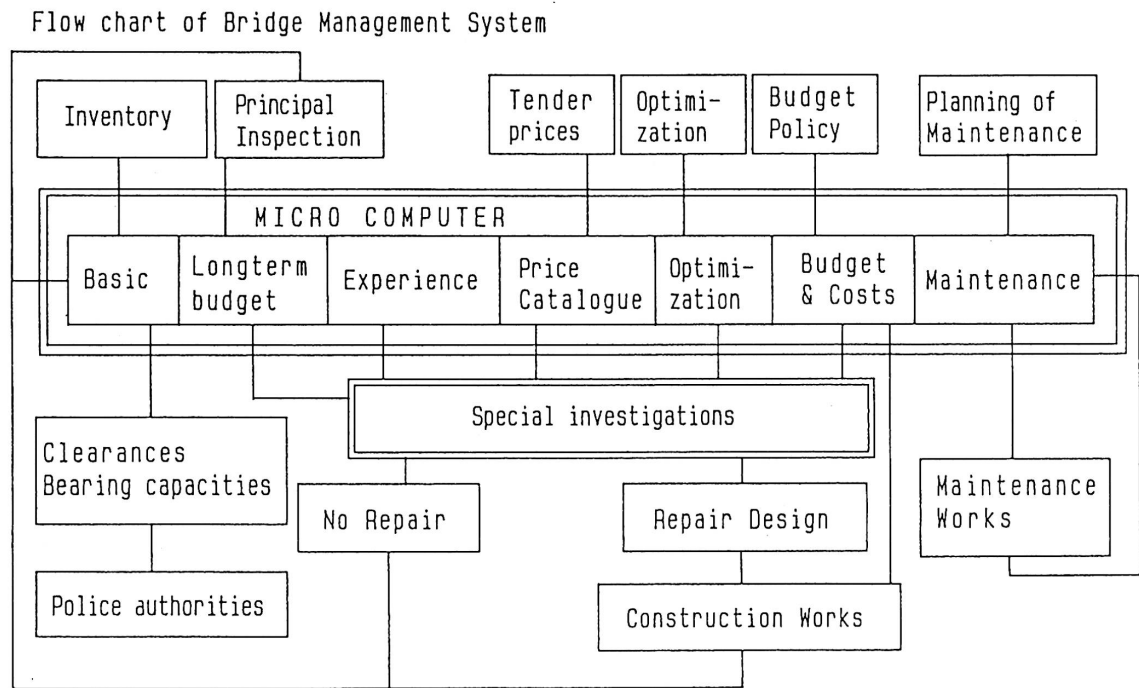 Flow chart of Bridge Management System
Inventory
Principal
Inspection
Tender
prices
Optimi-
zation
Budget
Policy
Planning of
Maintenance
MICRO COMPUTER
Basic
Longterm
budget
Experience
Price
Catalogue
Optimi-
zation
Budget
& Costs
Maintenance
Special investigations
Clearances
Bearing capacities
No Repair
Repair Design
Maintenance
Works
Police authorities
Construction Works